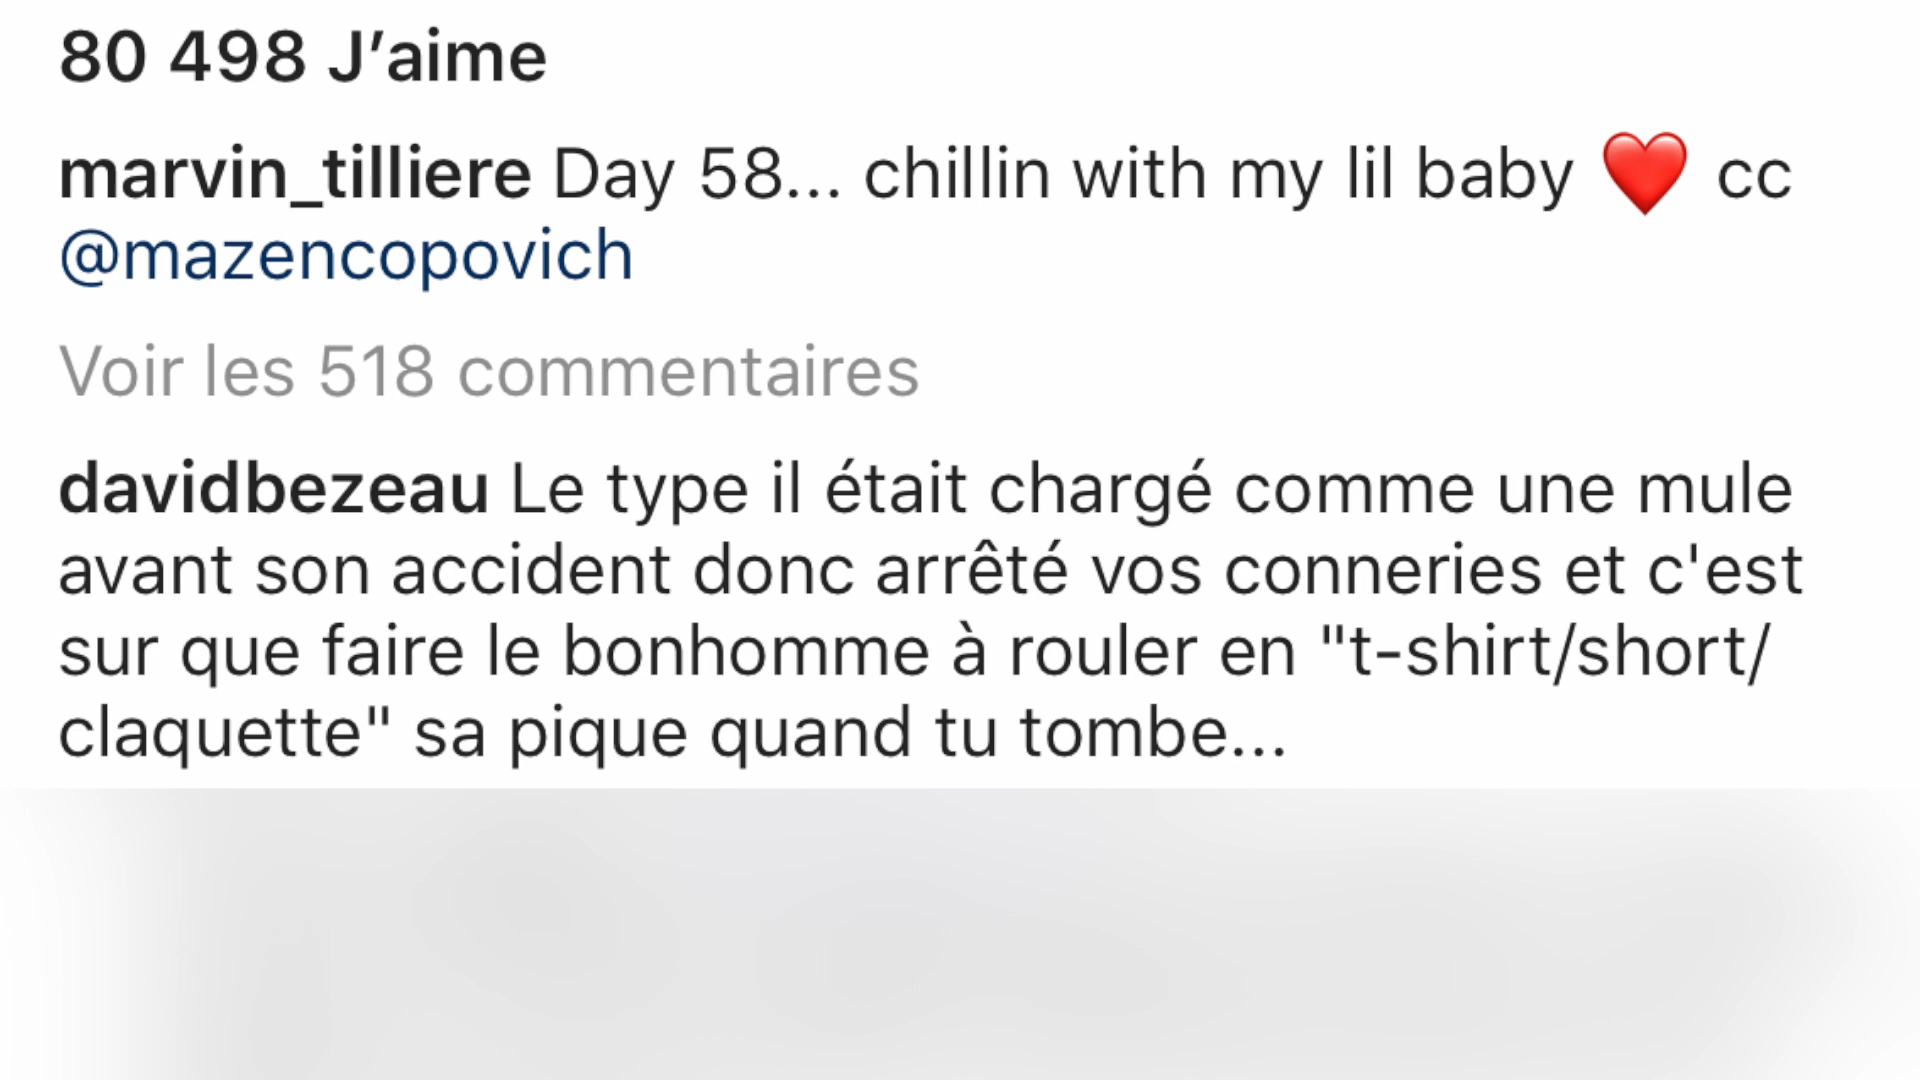 80 498 J’aime
marvin_tilliere Day 58... chillin with my lil baby ❤️ cc
@mazencopovich
Voir les 518 commentaires
davidbezeau Le type il était chargé comme une mule
avant son accident donc arrêté vos conneries et c'est
sur que faire le bonhomme à rouler en "t-shirt/short/
claquette" sa pique quand tu tombe...